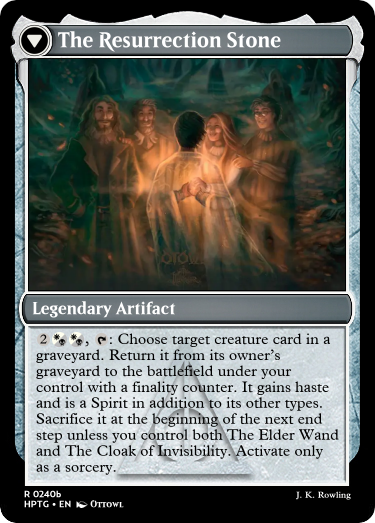 The Resurrection Stone
Legendary Artifact
2 , : Choose target creature card in a
graveyard. Return it from its owner's
graveyard to the battlefield under your
control with a finality counter. It gains haste
and is a Spirit in addition to its other types.
Sacrifice it at the beginning of the next end
step unless you control both The Elder Wand
and The Cloak of Invisibility. Activate only
as a sorcery.
R 0240b
HPTG • EN Ottowl
J. K. Rowling